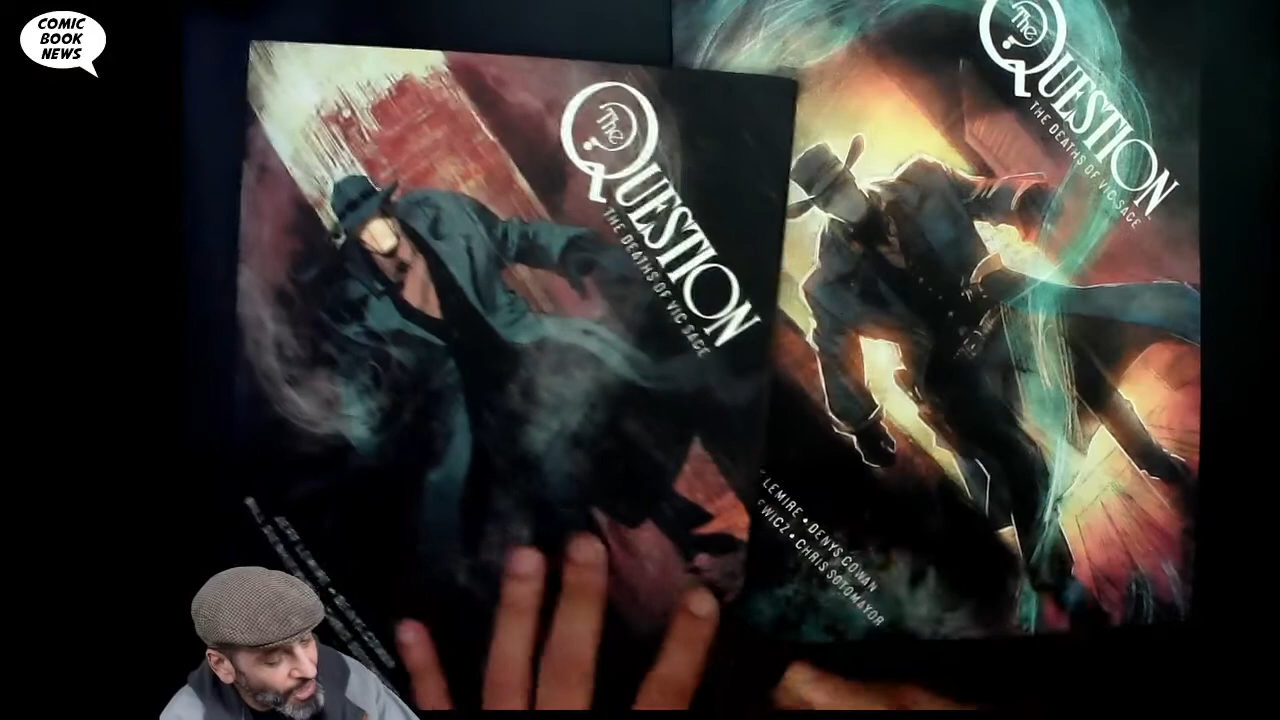 COMIC
BOOK
NEWS
The
QUESTION
THE DEATHS OF VIC SAGE
The
QUESTION
THE DEATHS OF VIC SAGE
LEMIRE • DENYS COWAN
• CHRIS SOTOMAYOR